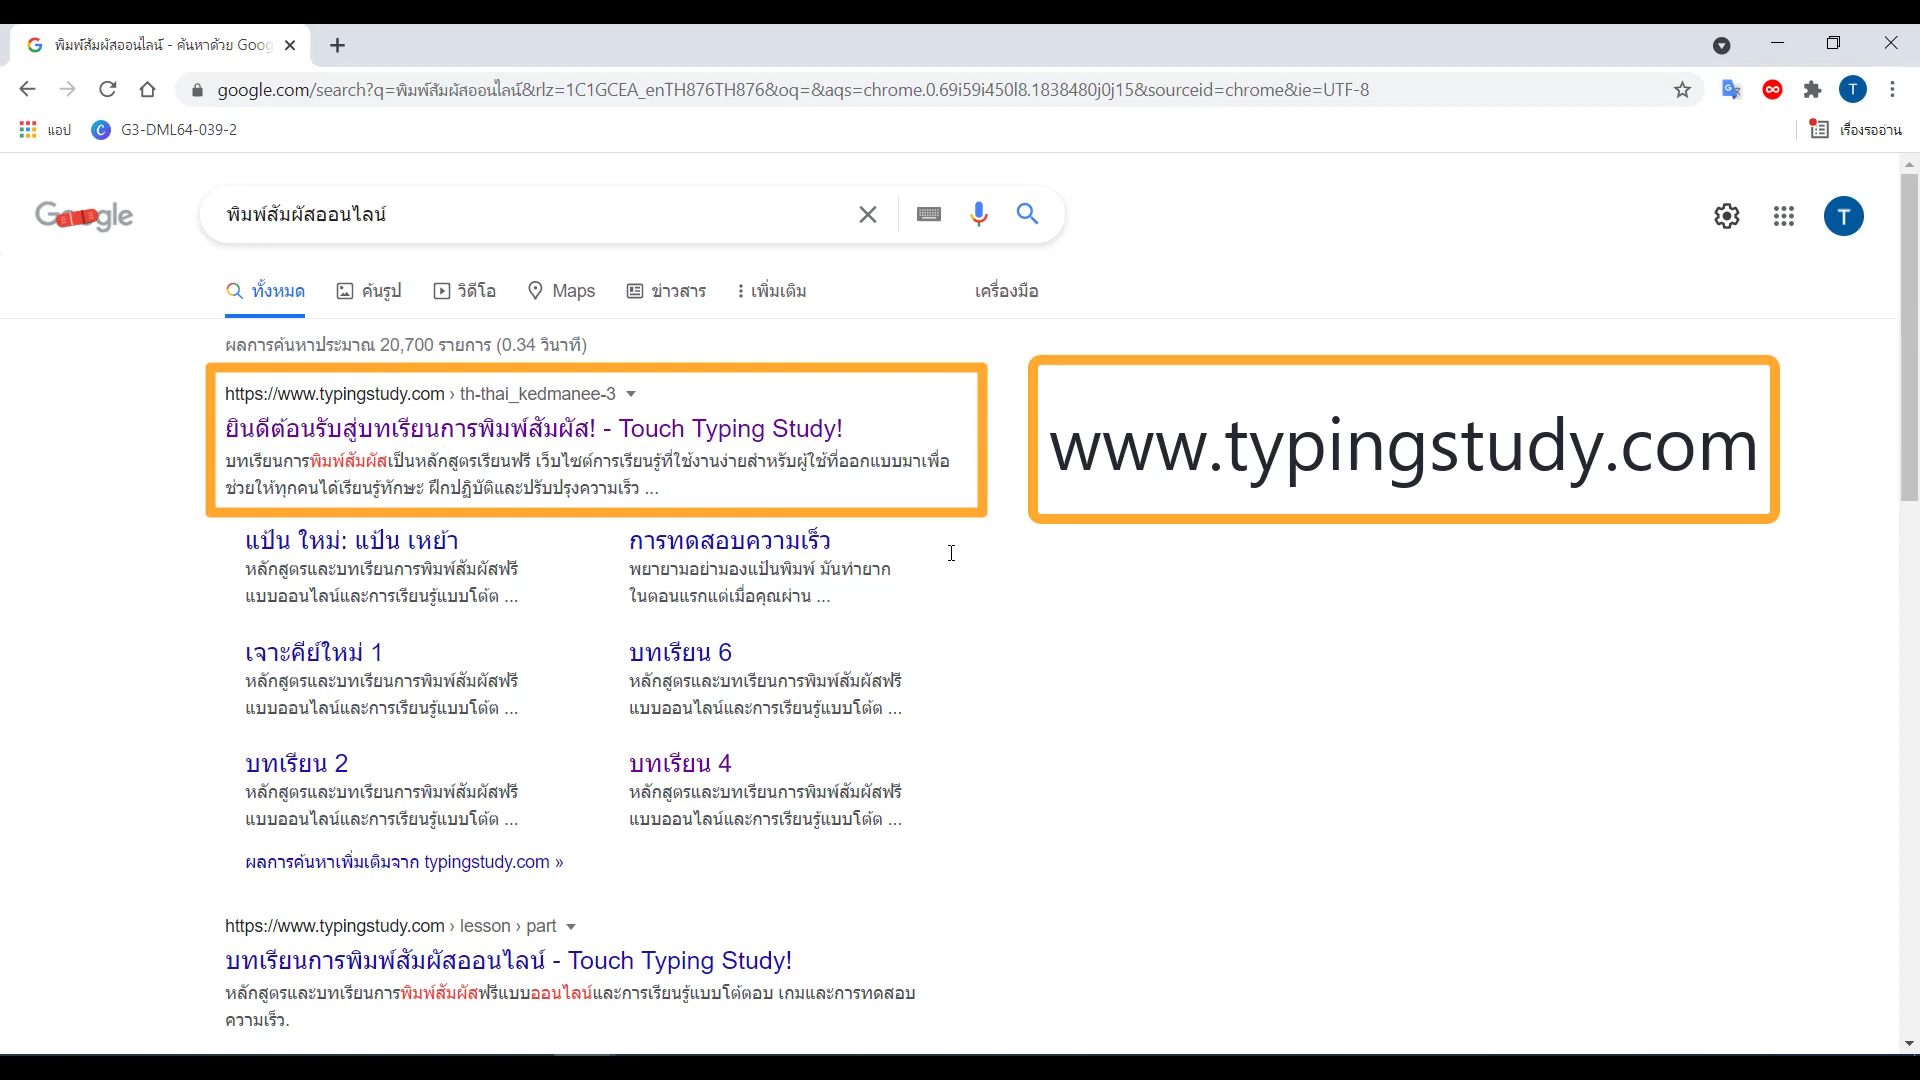 พิมพ์สัมผัสออนไลน์ - ค้นหาด้วย Goog
google.com/search?q=พิมพ์สัมผัสออนไลน์&rlz=1C1GCEA_enTH876TH876&oq=&aqs=chrome.0.69i59i450l8.1838480j0j15&sourceid=chrome&ie=UTF-8
T
แอป
G3-DML64-039-2
เรื่องรออ่าน
Google
พิมพ์สัมผัสออนไลน์
T
ทั้งหมด
ค้นรูป
วิดีโอ
Maps
ข่าวสาร
เพิ่มเติม
เครื่องมือ
ผลการค้นหาประมาณ 20,700 รายการ (0.34 วินาที)
https://www.typingstudy.com › th-thai_kedmanee-3
ยินดีต้อนรับสู่บทเรียนการพิมพ์สัมผัส! - Touch Typing Study!
บทเรียนการพิมพ์สัมผัสเป็นหลักสูตรเรียนฟรี เว็บไซต์การเรียนรู้ที่ใช้งานง่ายสำหรับผู้ใช้ที่ออกแบบมาเพื่อ
ช่วยให้ทุกคนได้เรียนรู้ทักษะ ฝึกปฏิบัติและปรับปรุงความเร็ว ...
www.typingstudy.com
แป้น ใหม่: แป้น เหย้า
หลักสูตรและบทเรียนการพิมพ์สัมผัสฟรี
แบบออนไลน์และการเรียนรู้แบบโต้ต ...
การทดสอบความเร็ว
พยายามอย่ามองแป้นพิมพ์ มันทำยาก
ในตอนแรกแต่เมื่อคุณผ่าน ...
เจาะคีย์ใหม่ 1
หลักสูตรและบทเรียนการพิมพ์สัมผัสฟรี
แบบออนไลน์และการเรียนรู้แบบโต้ต ...
บทเรียน 6
หลักสูตรและบทเรียนการพิมพ์สัมผัสฟรี
แบบออนไลน์และการเรียนรู้แบบโต้ต ...
บทเรียน 2
หลักสูตรและบทเรียนการพิมพ์สัมผัสฟรี
แบบออนไลน์และการเรียนรู้แบบโต้ต ...
บทเรียน 4
หลักสูตรและบทเรียนการพิมพ์สัมผัสฟรี
แบบออนไลน์และการเรียนรู้แบบโต้ต ...
ผลการค้นหาเพิ่มเติมจาก typingstudy.com »
https://www.typingstudy.com › lesson › part
บทเรียนการพิมพ์สัมผัสออนไลน์ - Touch Typing Study!
หลักสูตรและบทเรียนการพิมพ์สัมผัสฟรีแบบออนไลน์และการเรียนรู้แบบโต้ตอบ เกมและการทดสอบ
ความเร็ว.